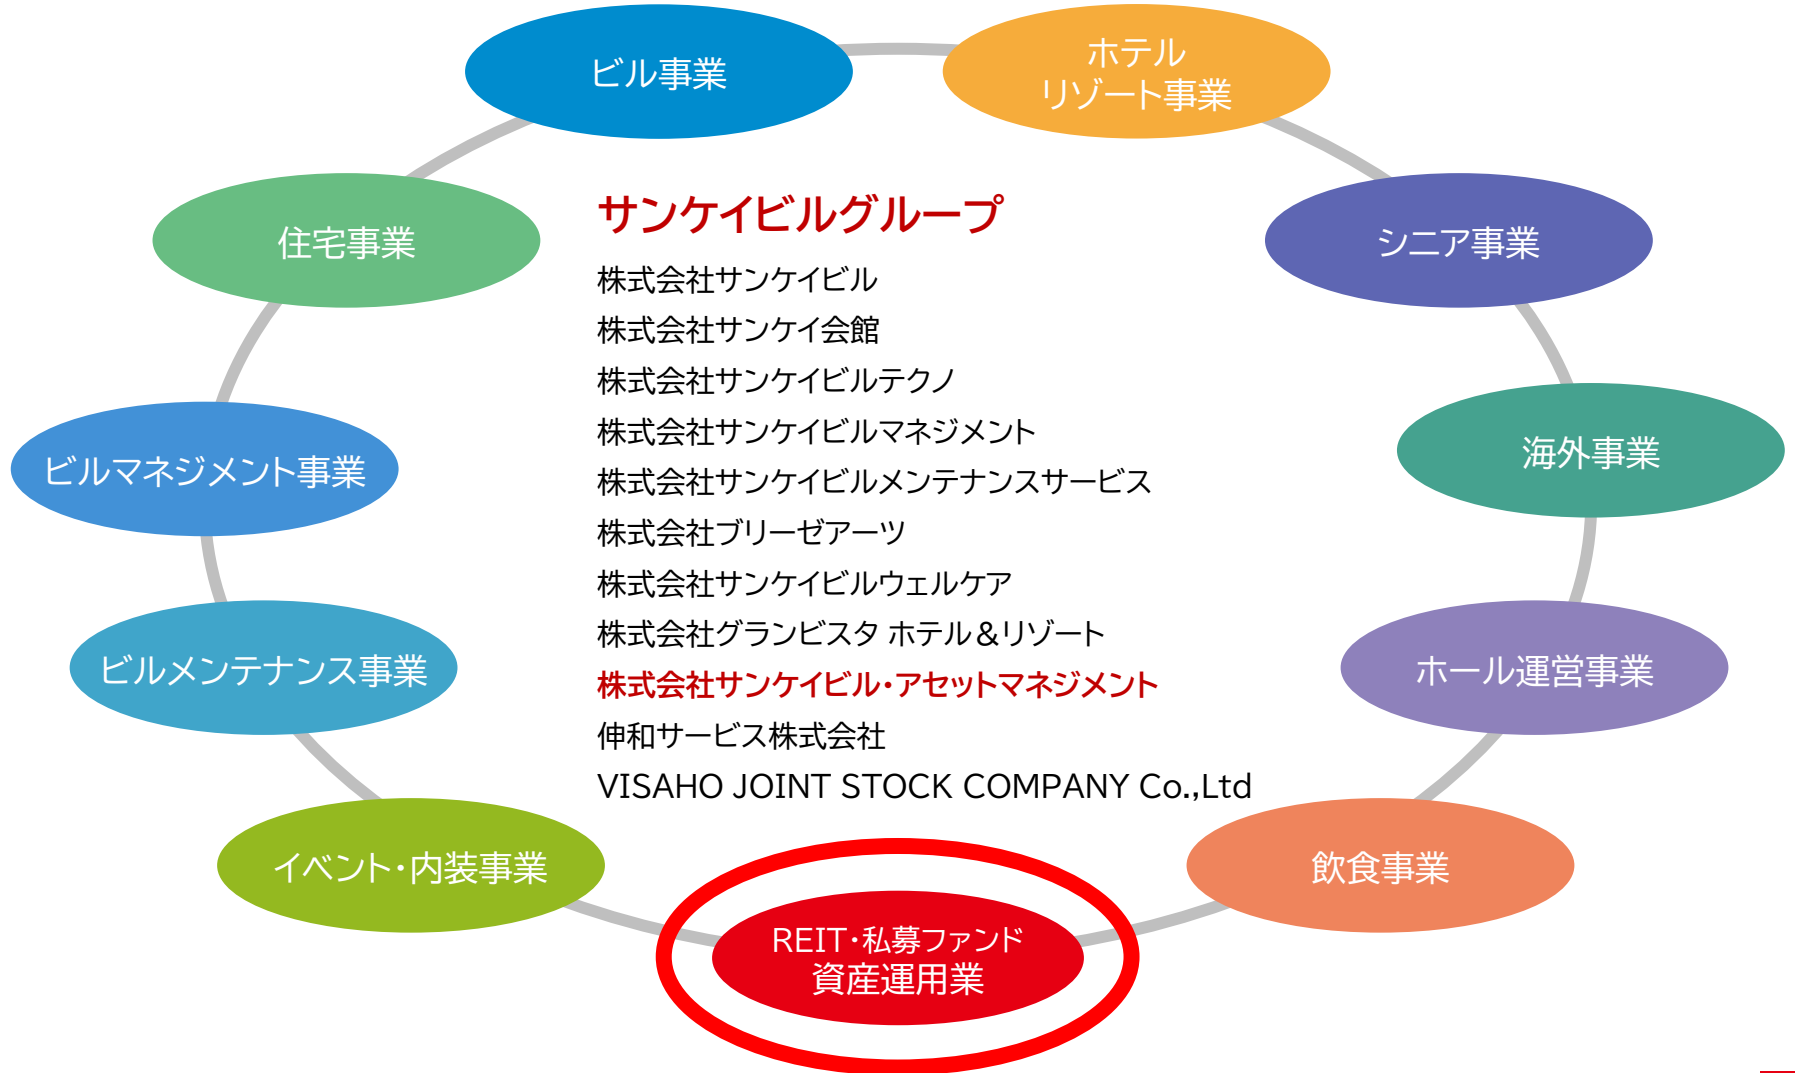 ビル事業
ホテル
リゾート事業
住宅事業
シニア事業
サンケイビルグループ
株式会社サンケイビル
株式会社サンケイ会館
株式会社サンケイビルテクノ
株式会社サンケイビルマネジメント
株式会社サンケイビルメンテナンスサービス
株式会社ブリーゼアーツ
株式会社サンケイビルウェルケア
株式会社グランビスタ ホテル＆リゾート
株式会社サンケイビル・アセットマネジメント
伸和サービス株式会社
VISAHO JOINT STOCK COMPANY Co.,Ltd
ビルマネジメント事業
海外事業
ビルメンテナンス事業
ホール運営事業
イベント・内装事業
飲食事業
REIT・私募ファンド
資産運用業